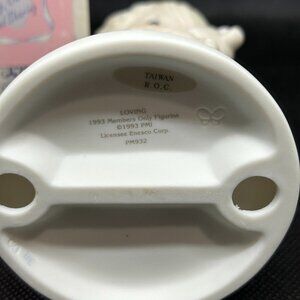 TAIWAN
R.O.C.
LOVING
1993 Members Only Figurine
©1993 PMI
Licensee Enesco Corp.
PM932